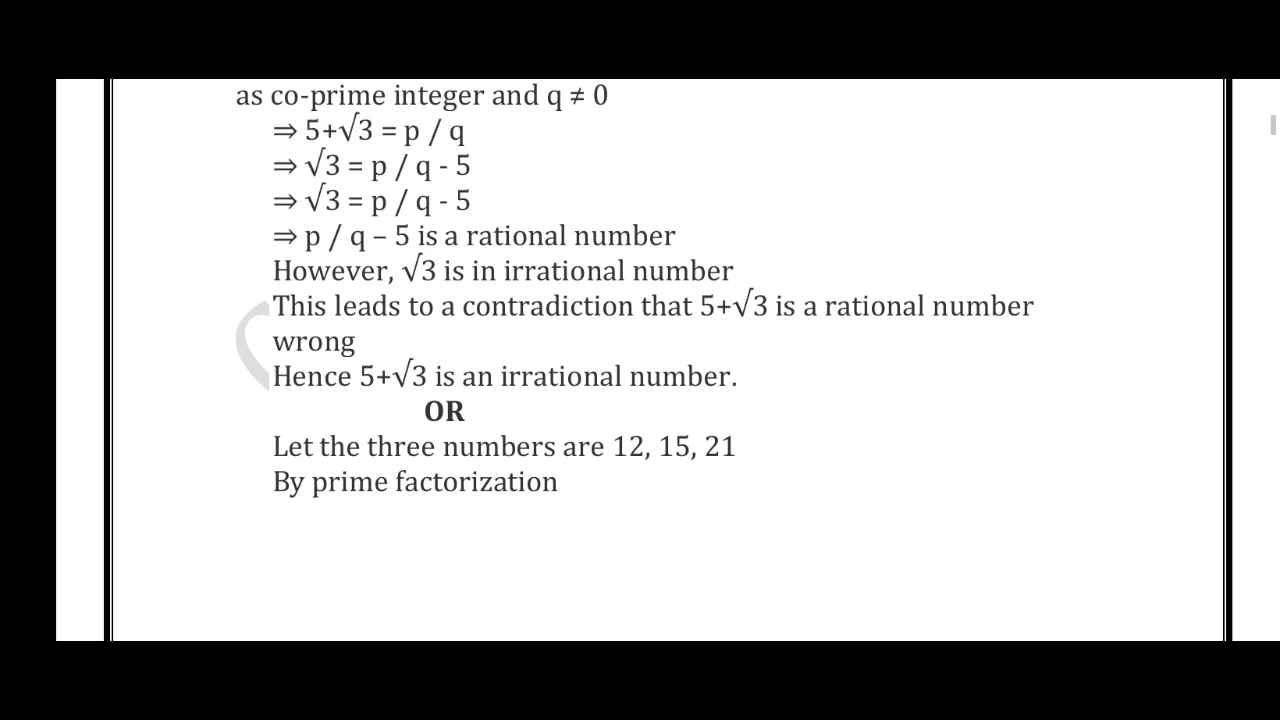 as co-prime integer and q ≠ 0
⇒ 5+√3 = p / q
⇒ √3 = p / q - 5
⇒ √3 = p / q - 5
⇒ p / q – 5 is a rational number
However, √3 is in irrational number
This leads to a contradiction that 5+√3 is a rational number
wrong
Hence 5+√3 is an irrational number.
OR
Let the three numbers are 12, 15, 21
By prime factorization